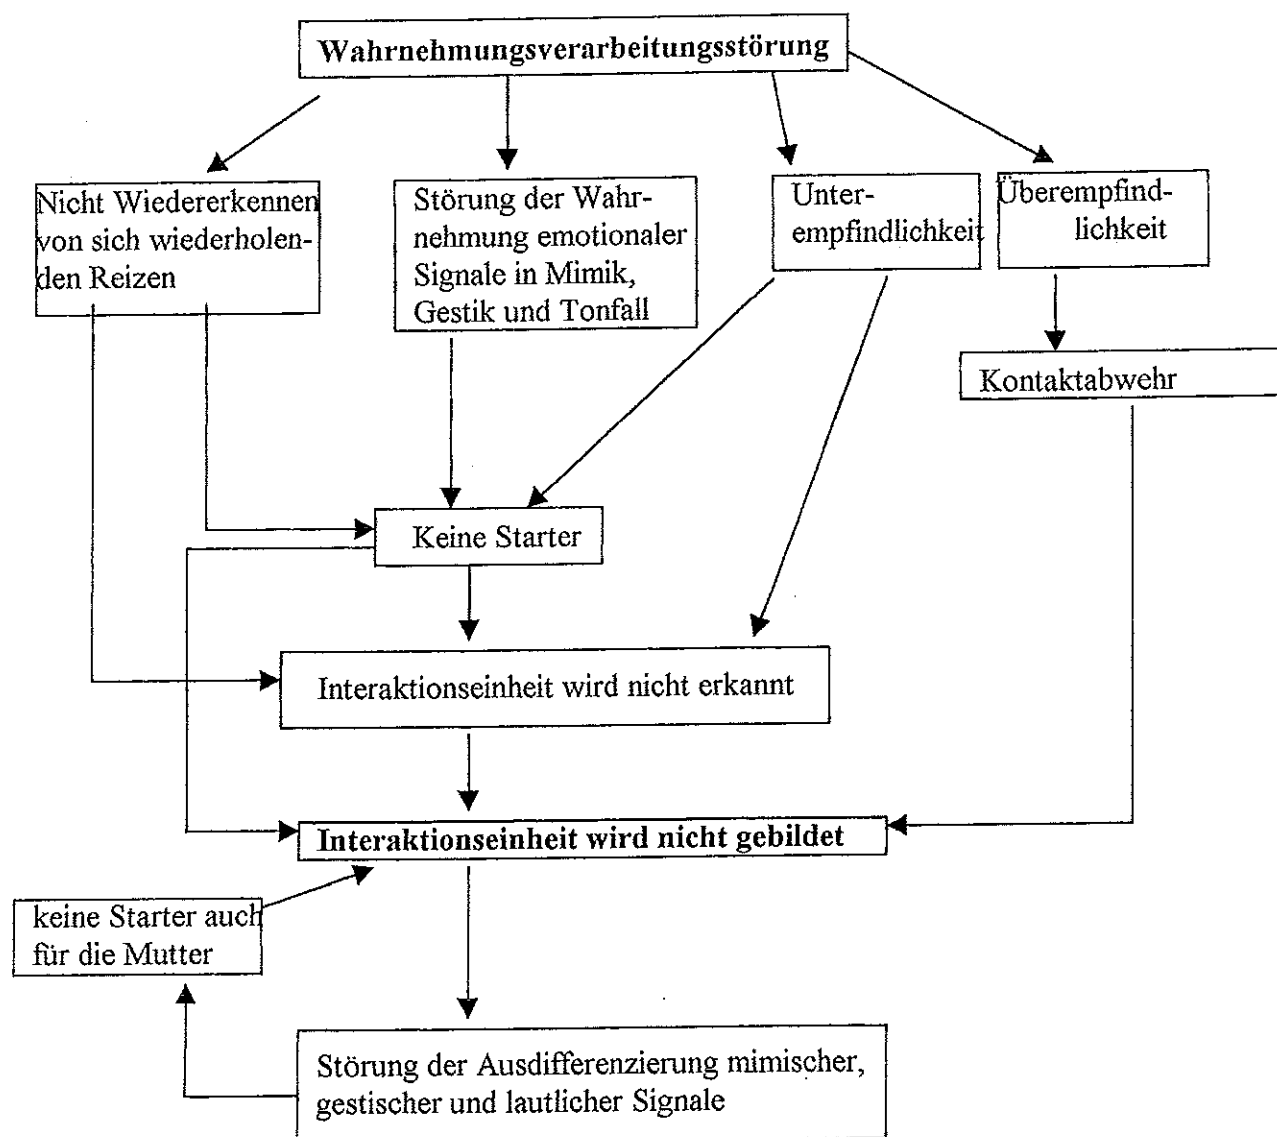 Wahrnehmungsverarbeitungsstörung
Nicht Wiedererkennen
von sich wiederholen-
den Reizen
Störung der Wahr-
nehmung emotionaler
Signale in Mimik,
Gestik und Tonfall
Unter-
empfindlichkeit
Überempfind-
lichkeit
Kontaktabwehr
Keine Starter
Interaktionseinheit wird nicht erkannt
Interaktionseinheit wird nicht gebildet
keine Starter auch
für die Mutter
Störung der Ausdifferenzierung mimischer,
gestischer und lautlicher Signale